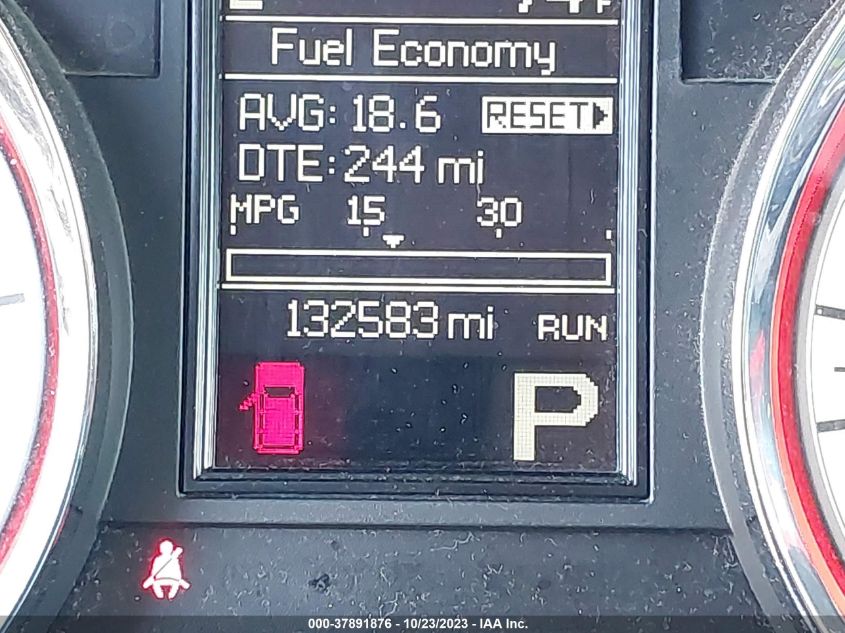 Fuel Economy
AVG: 18.6 RESET
DTE: 244 mi
MPG 15 30
132583 mi RUN
P
000-37891876 - 10/23/2023 - IAA Inc.